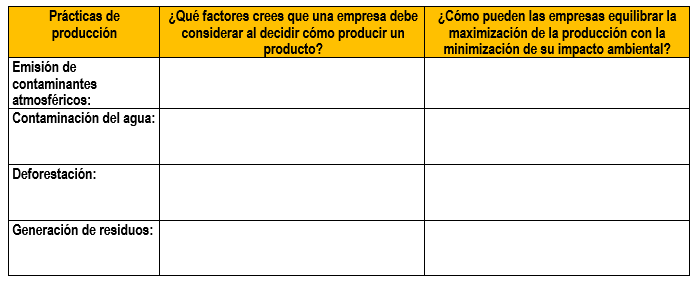 Prácticas de
producción
¿Qué factores crees que una empresa debe
considerar al decidir cómo producir un
producto?
¿Cómo pueden las empresas equilibrar la
maximización de la producción con la
minimización de su impacto ambiental?
Emisión de
contaminantes
atmosféricos:
Contaminación del agua:
Deforestación:
Generación de residuos: